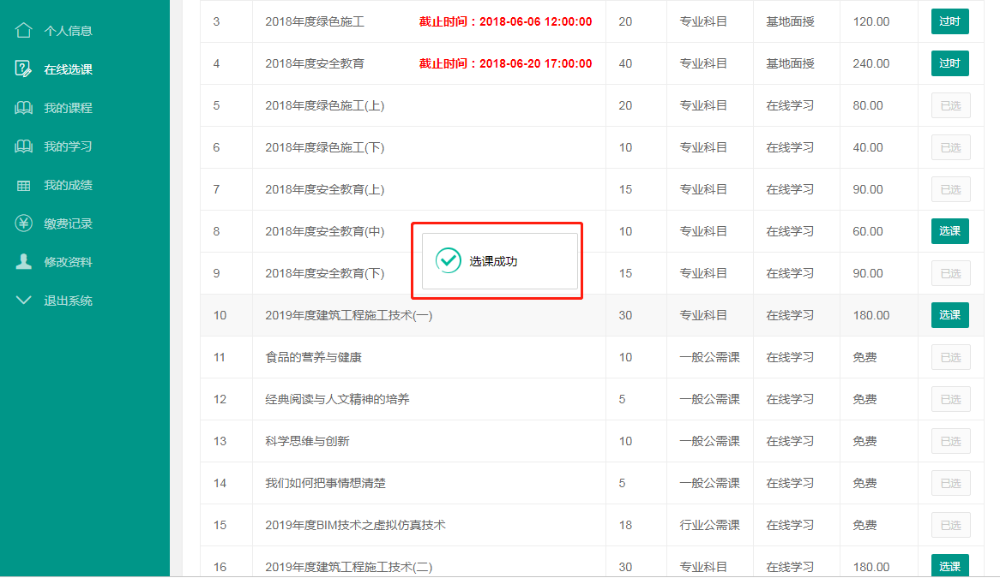 个人信息
在线选课
我的课程
我的学习
我的成绩
缴费记录
修改资料
退出系统
3 2018年度绿色施工 截止时间：2018-06-06 12:00:00 20 专业科目 基地面授 120.00 过时
4 2018年度安全教育 截止时间：2018-06-20 17:00:00 40 专业科目 基地面授 240.00 过时
5 2018年度绿色施工(上) 20 专业科目 在线学习 80.00 已选
6 2018年度绿色施工(下) 10 专业科目 在线学习 40.00 已选
7 2018年度安全教育(上) 15 专业科目 在线学习 90.00 已选
8 2018年度安全教育(中) 10 专业科目 在线学习 60.00 选课
选课成功
9 2018年度安全教育(下) 15 专业科目 在线学习 90.00 已选
10 2019年度建筑工程施工技术(一) 30 专业科目 在线学习 180.00 选课
11 食品的营养与健康 10 一般公需课 在线学习 免费 已选
12 经典阅读与人文精神的培养 5 一般公需课 在线学习 免费 已选
13 科学思维与创新 10 一般公需课 在线学习 免费 已选
14 我们如何把事情想清楚 5 一般公需课 在线学习 免费 已选
15 2019年度BIM技术之虚拟仿真技术 18 行业公需课 在线学习 免费 已选
16 2019年度建筑工程施工技术(二) 30 专业科目 在线学习 180.00 选课